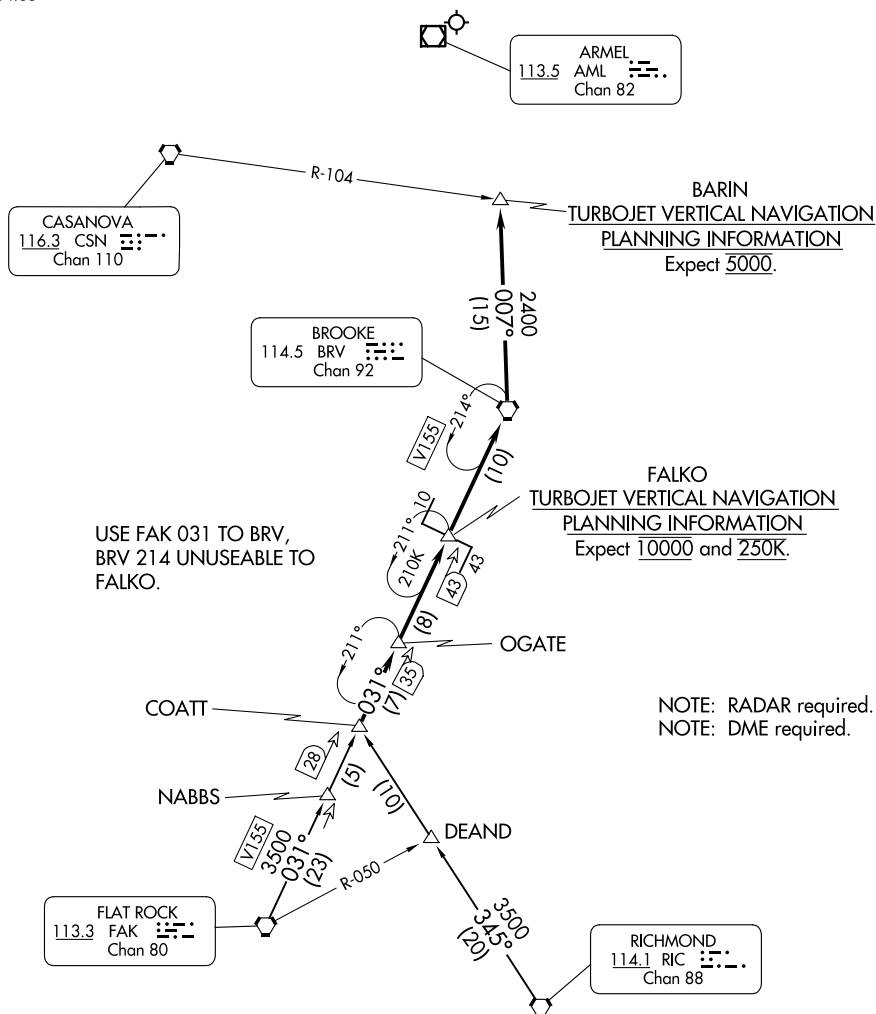 ARMEL
113.5 AML
Chan 82
R-104
CASANOVA
116.3 CSN
Chan 110
BARIN
TURBOJET VERTICAL NAVIGATION
PLANNING INFORMATION
Expect 5000.
2400
007°
(15)
BROOKE
114.5 BRV
Chan 92
214°
V155
(10)
FALKO
TURBOJET VERTICAL NAVIGATION
PLANNING INFORMATION
Expect 10000 and 250K.
10
211°
210K
43
43
USE FAK 031 TO BRV,
BRV 214 UNUSEABLE TO
FALKO.
(8)
OGATE
211°
35
031°
(7)
NOTE: RADAR required.
NOTE: DME required.
COATT
28
(5)
(10)
NABBS
DEAND
V155
3500
031°
(23)
R-050
3500
345°
(20)
FLAT ROCK
113.3 FAK
Chan 80
RICHMOND
114.1 RIC
Chan 88